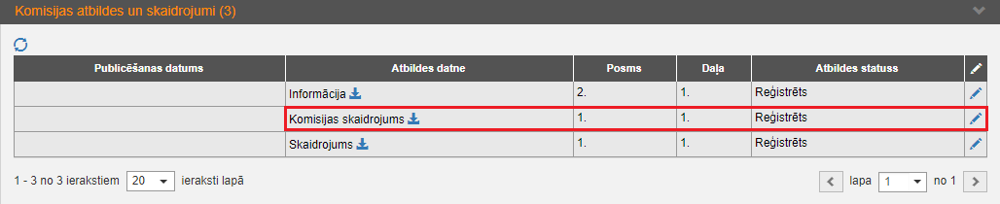 Komisijas atbildes un skaidrojumi (3)
Publicēšanas datums Atbildes datne Posms Daļa Atbildes statuss
Informācija 2. 1. Reģistrēts
Komisijas skaidrojums 1. 1. Reģistrēts
Skaidrojums 1. 1. Reģistrēts
1 - 3 no 3 ierakstiem 20 ieraksti lapā lapa 1 no 1